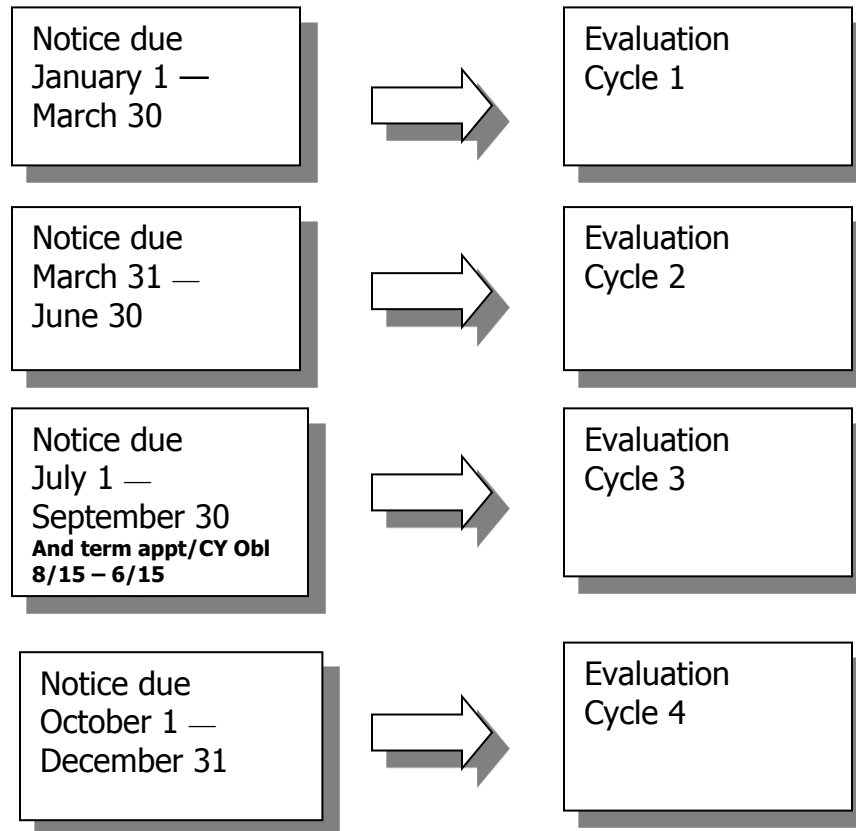 Notice due
January 1 —
March 30
Evaluation
Cycle 1
Notice due
March 31 —
June 30
Evaluation
Cycle 2
Notice due
July 1 —
September 30
And term appt/CY Obl
8/15 – 6/15
Evaluation
Cycle 3
Notice due
October 1 —
December 31
Evaluation
Cycle 4